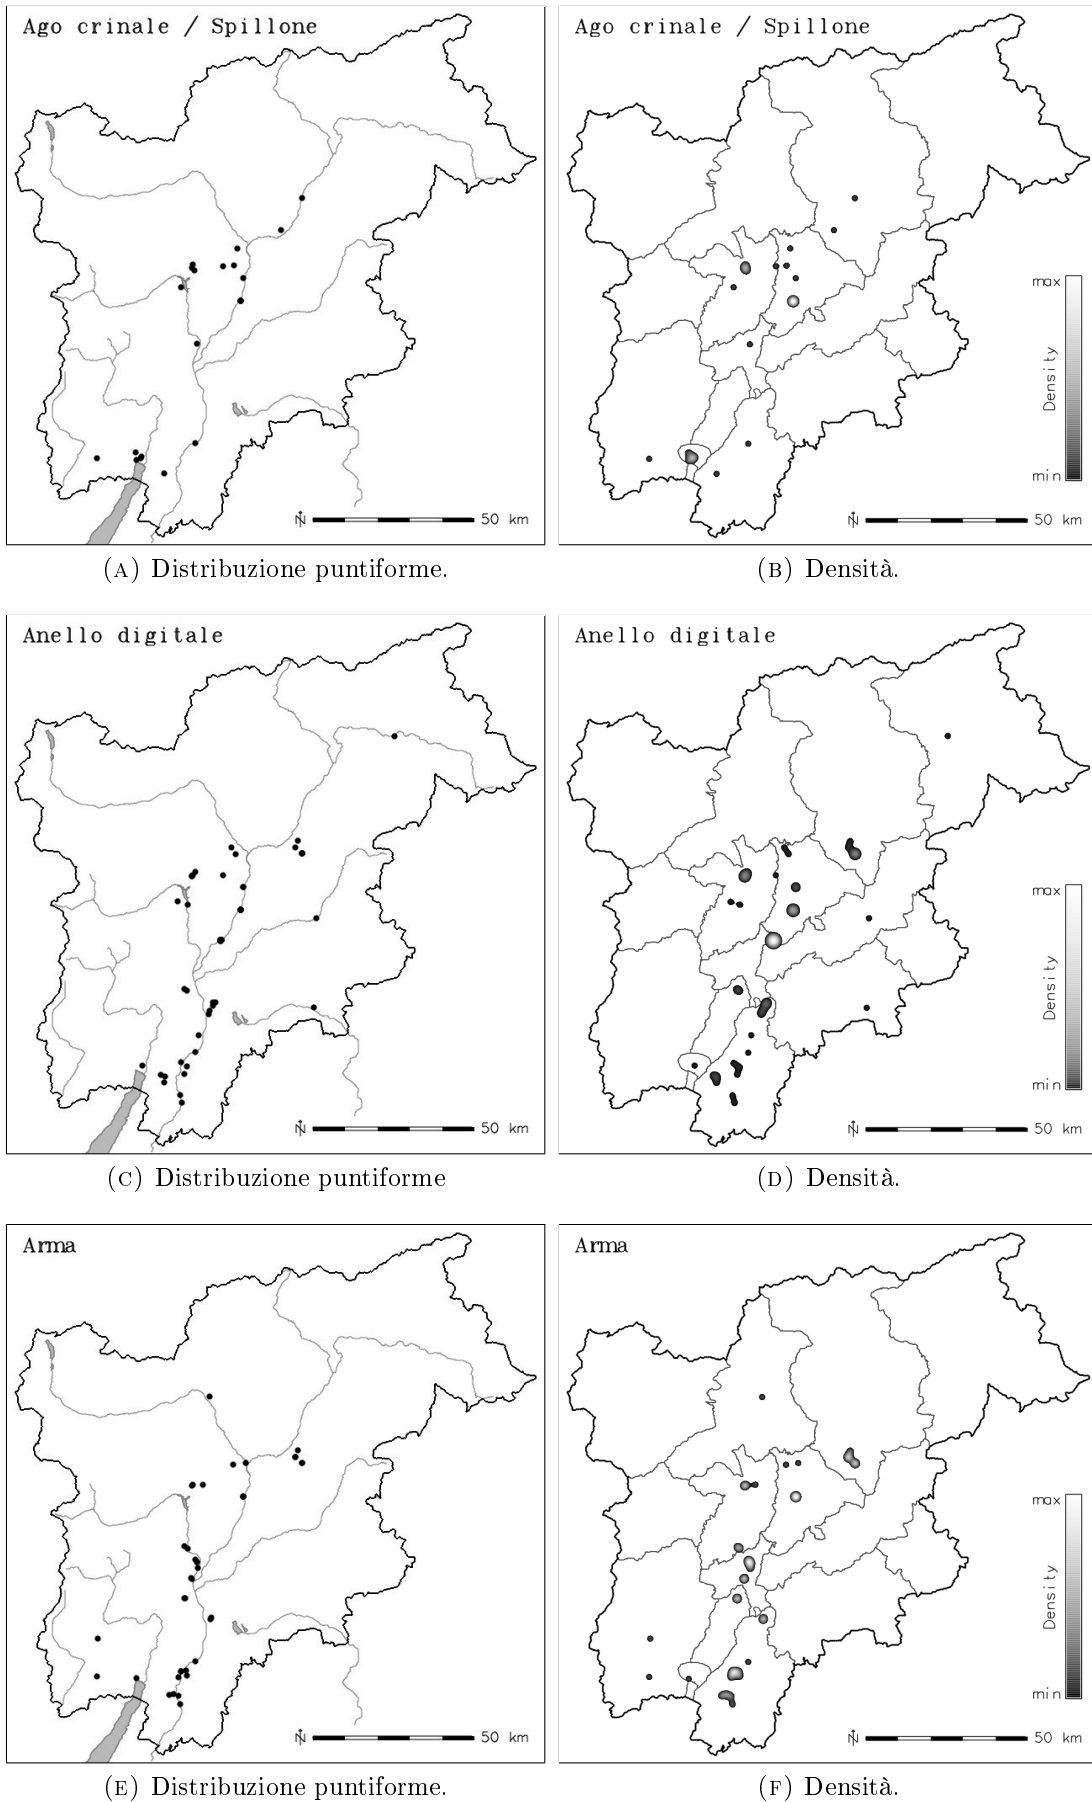 Ago crinale / Spillone
Ago crinale / Spillone
max
Density
min
N
50 km
N
50 km
(A) Distribuzione puntiforme.
(B) Densità.
Anello digitale
Anello digitale
max
Density
min
N
50 km
N
50 km
(C) Distribuzione puntiforme
(D) Densità.
Arma
Arma
max
Density
min
N
50 km
N
50 km
(E) Distribuzione puntiforme.
(F) Densità.